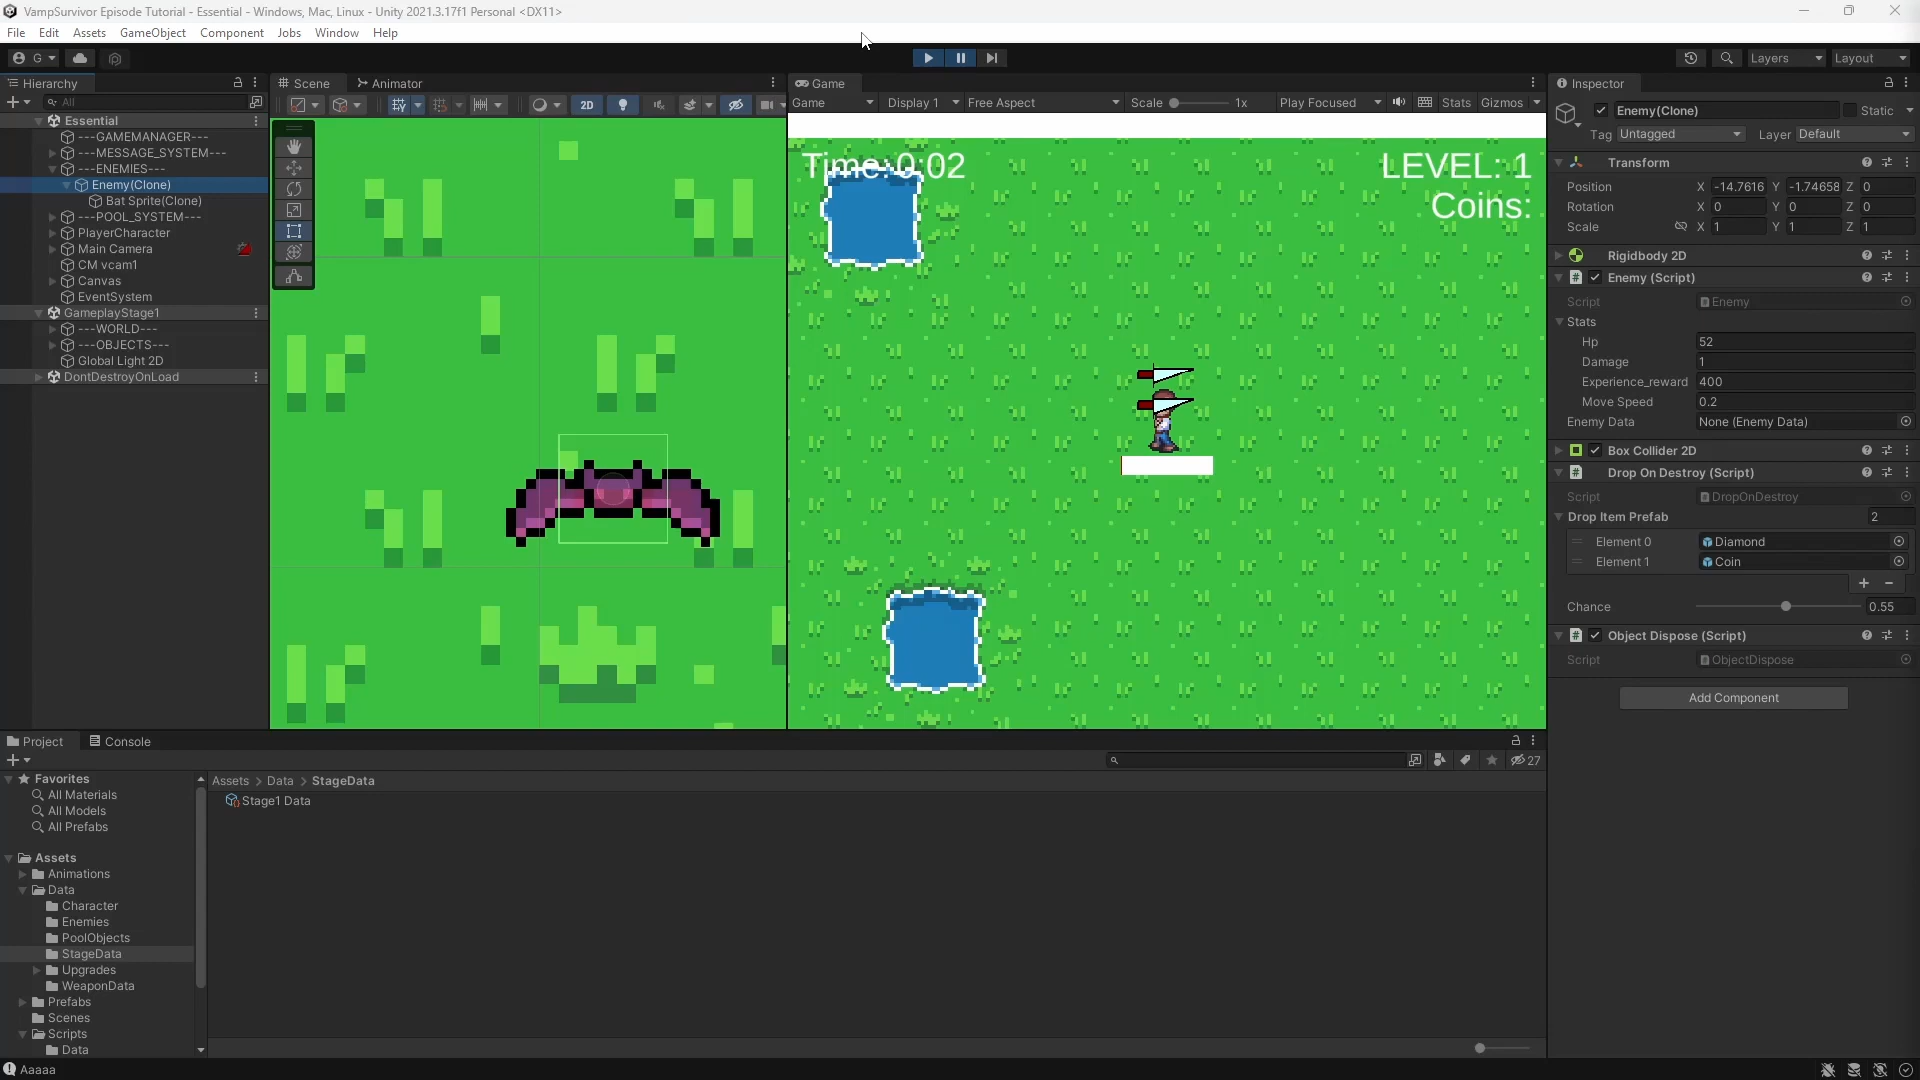 VampSurvivor Episode Tutorial - Essential - Windows, Mac, Linux - Unity 2021.3.17f1 Personal <DX11>
File Edit Assets GameObject Component Jobs Window Help
G Layers Layout
Hierarchy
All
Essential
---GAMEMANAGER---
---MESSAGE_SYSTEM---
---ENEMIES---
Enemy(Clone)
Bat Sprite(Clone)
---POOL_SYSTEM---
PlayerCharacter
Main Camera
CM vcam1
Canvas
EventSystem
GameplayStage1
---WORLD---
---OBJECTS---
Global Light 2D
DontDestroyOnLoad
Scene Animator
2D
Game
Game Display 1 Free Aspect Scale 1x Play Focused Stats Gizmos
Time:0:02
LEVEL: 1
Coins:
Inspector
Enemy(Clone) Static
Tag Untagged Layer Default
Transform
Position X -14.7616 Y -1.74658 Z 0
Rotation X 0 Y 0 Z 0
Scale X 1 Y 1 Z 1
Rigidbody 2D
Enemy (Script)
Script Enemy
Stats
Hp 52
Damage 1
Experience_reward 400
Move Speed 0.2
Enemy Data None (Enemy Data)
Box Collider 2D
Drop On Destroy (Script)
Script DropOnDestroy
Drop Item Prefab 2
Element 0 Diamond
Element 1 Coin
Chance 0.55
Object Dispose (Script)
Script ObjectDispose
Add Component
Project Console
27
Favorites
All Materials
All Models
All Prefabs
Assets
Animations
Data
Character
Enemies
PoolObjects
StageData
Upgrades
WeaponData
Prefabs
Scenes
Scripts
Data
Assets > Data > StageData
Stage1 Data
Aaaaa